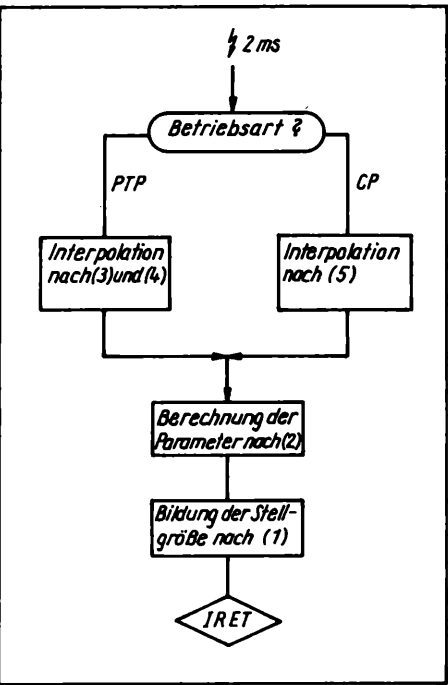 2 ms
Betriebsart ?
PTP
CP
Interpolation
nach(3)und(4)
Interpolation
nach (5)
Berechnung der
Parameter nach(2)
Bildung der Stell-
größe nach (1)
IRET